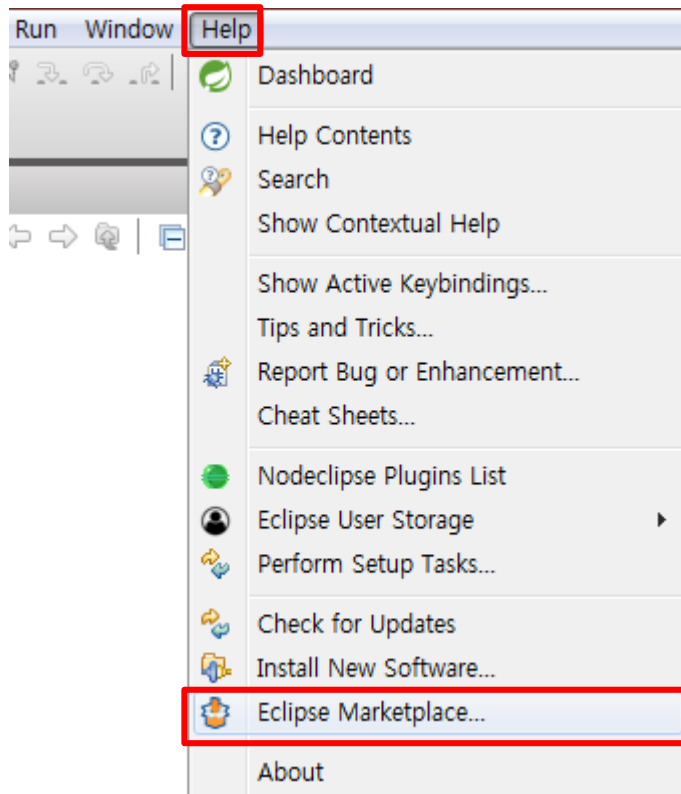 Run Window Help
Dashboard
Help Contents
Search
Show Contextual Help
Show Active Keybindings...
Tips and Tricks...
Report Bug or Enhancement...
Cheat Sheets...
Nodeclipse Plugins List
Eclipse User Storage
Perform Setup Tasks...
Check for Updates
Install New Software...
Eclipse Marketplace...
About